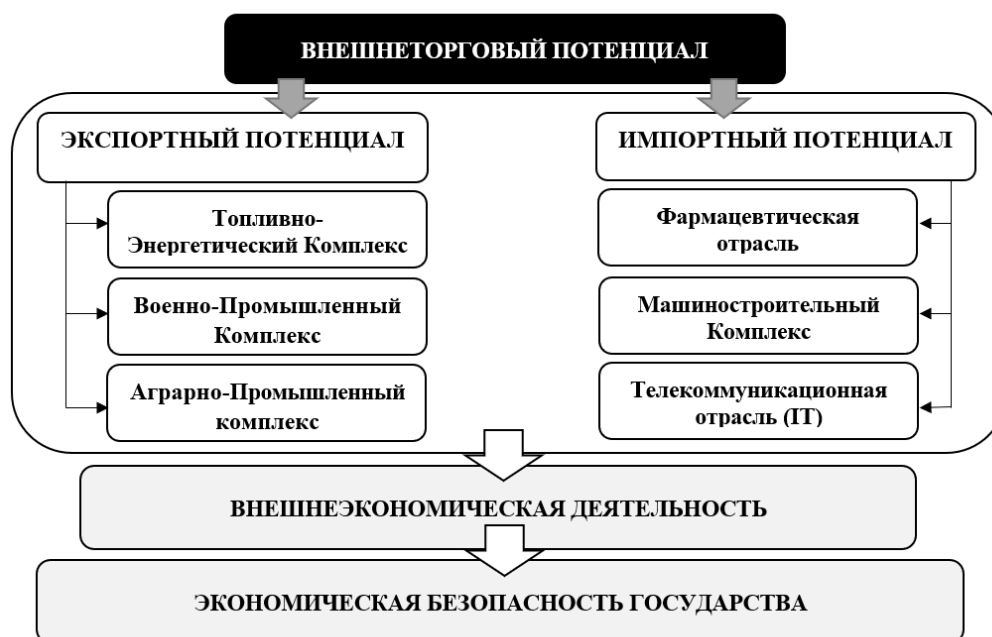 ВНЕШНЕТОРГОВЫЙ ПОТЕНЦИАЛ
ЭКСПОРТНЫЙ ПОТЕНЦИАЛ
Топливно-
Энергетический Комплекс
Военно-Промышленный
Комплекс
Аграрно-Промышленный
комплекс
ИМПОРТНЫЙ ПОТЕНЦИАЛ
Фармацевтическая
отрасль
Машиностроительный
Комплекс
Телекоммуникационная
отрасль (IT)
ВНЕШНЕЭКОНОМИЧЕСКАЯ ДЕЯТЕЛЬНОСТЬ
ЭКОНОМИЧЕСКАЯ БЕЗОПАСНОСТЬ ГОСУДАРСТВА